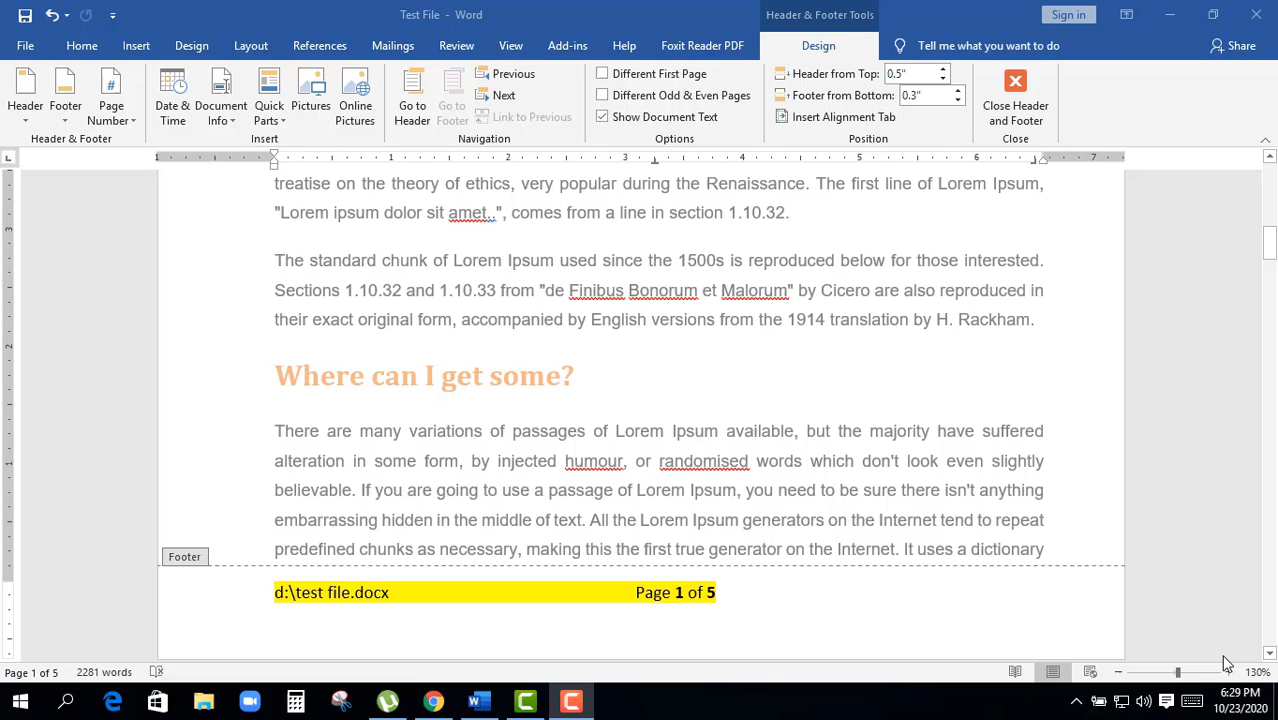 Test File - Word
Header & Footer Tools
Sign in
File Home Insert Design Layout References Mailings Review View Add-ins Help Foxit Reader PDF Design Tell me what you want to do Share
Header
Footer
Page Number
Header & Footer
Date & Time
Document Info
Quick Parts
Pictures
Online Pictures
Insert
Go to Header
Go to Footer
Previous
Next
Link to Previous
Navigation
Different First Page
Different Odd & Even Pages
Show Document Text
Options
Header from Top: 0.5"
Footer from Bottom: 0.3"
Insert Alignment Tab
Position
Close Header and Footer
Close
1 1 2 3 4 5 6 7
3
2
1
treatise on the theory of ethics, very popular during the Renaissance. The first line of Lorem Ipsum,
"Lorem ipsum dolor sit amet..", comes from a line in section 1.10.32.
The standard chunk of Lorem Ipsum used since the 1500s is reproduced below for those interested.
Sections 1.10.32 and 1.10.33 from "de Finibus Bonorum et Malorum" by Cicero are also reproduced in
their exact original form, accompanied by English versions from the 1914 translation by H. Rackham.
Where can I get some?
There are many variations of passages of Lorem Ipsum available, but the majority have suffered
alteration in some form, by injected humour, or randomised words which don't look even slightly
believable. If you are going to use a passage of Lorem Ipsum, you need to be sure there isn't anything
embarrassing hidden in the middle of text. All the Lorem Ipsum generators on the Internet tend to repeat
predefined chunks as necessary, making this the first true generator on the Internet. It uses a dictionary
Footer
d:\test file.docx Page 1 of 5
Page 1 of 5 2281 words 130%
6:29 PM
10/23/2020